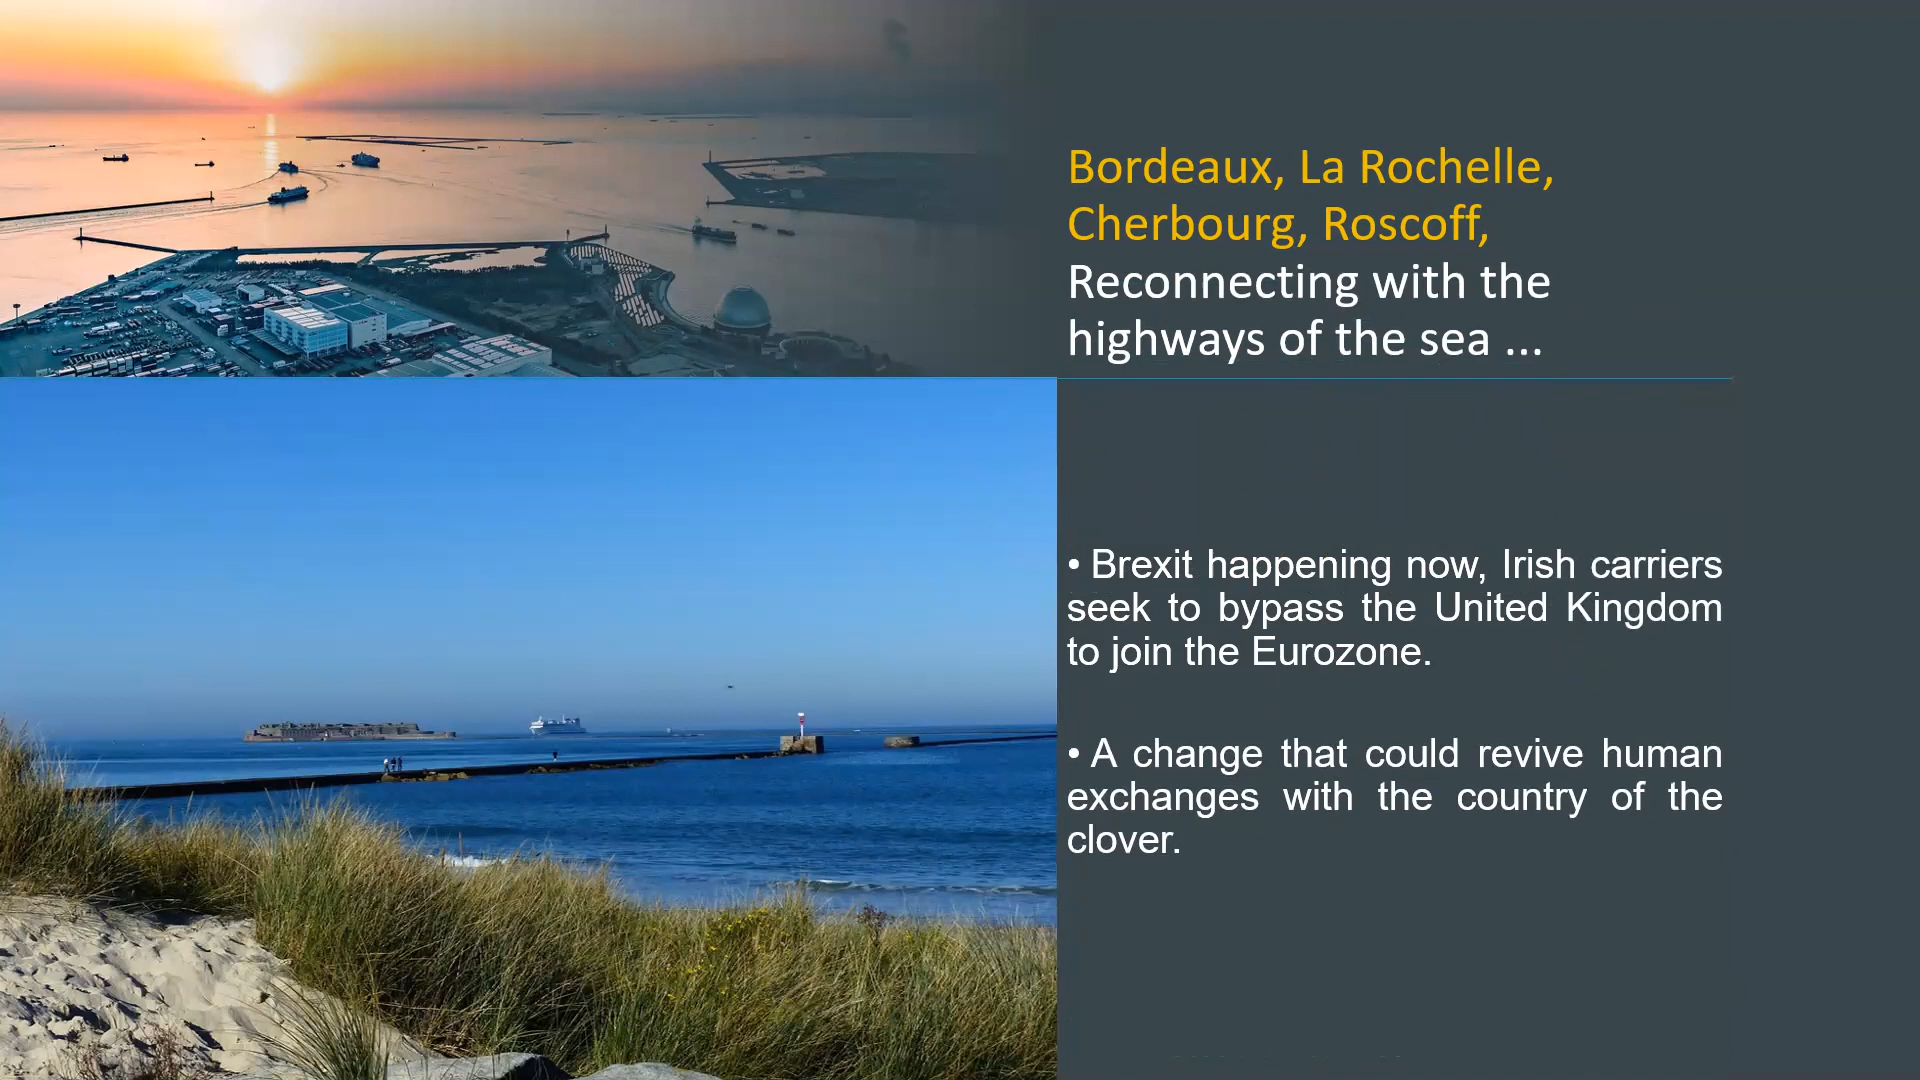 Bordeaux, La Rochelle,
Cherbourg, Roscoff,
Reconnecting with the
highways of the sea ...
• Brexit happening now, Irish carriers
seek to bypass the United Kingdom
to join the Eurozone.
• A change that could revive human
exchanges with the country of the
clover.